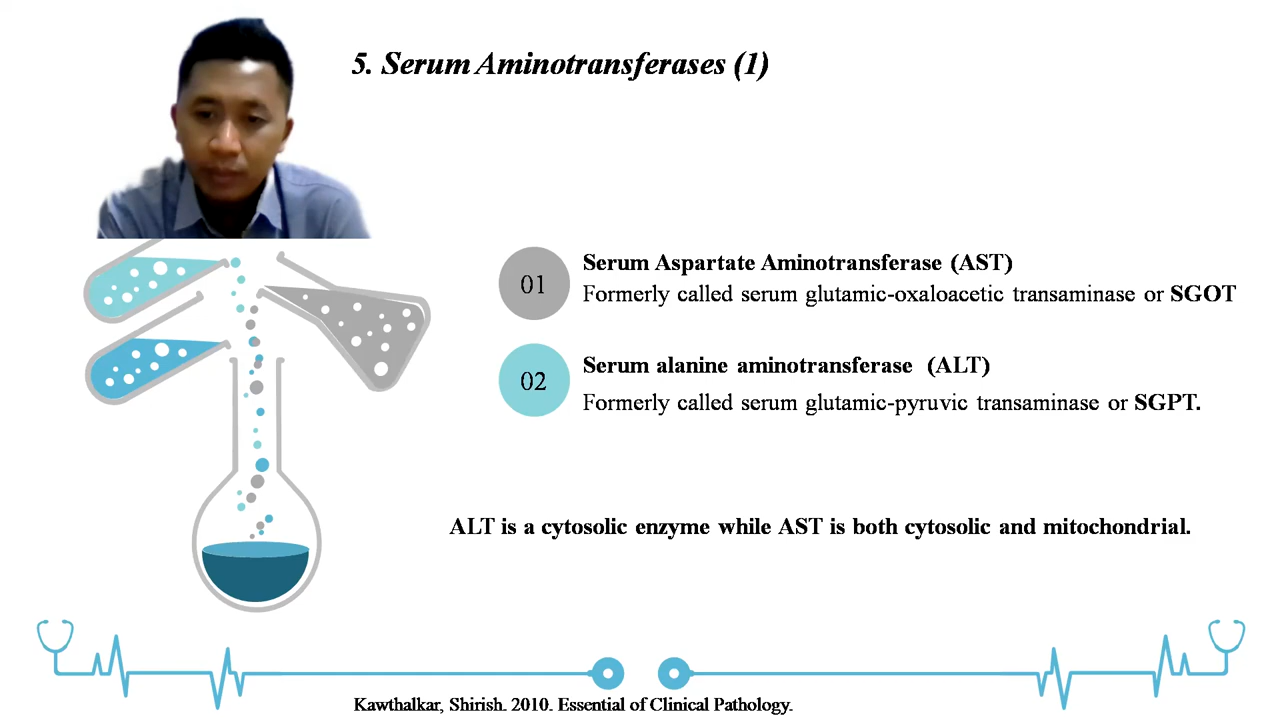 5. Serum Aminotransferases (1)
01
Serum Aspartate Aminotransferase (AST)
Formerly called serum glutamic-oxaloacetic transaminase or SGOT
02
Serum alanine aminotransferase (ALT)
Formerly called serum glutamic-pyruvic transaminase or SGPT.
ALT is a cytosolic enzyme while AST is both cytosolic and mitochondrial.
Kawthalkar, Shirish. 2010. Essential of Clinical Pathology.